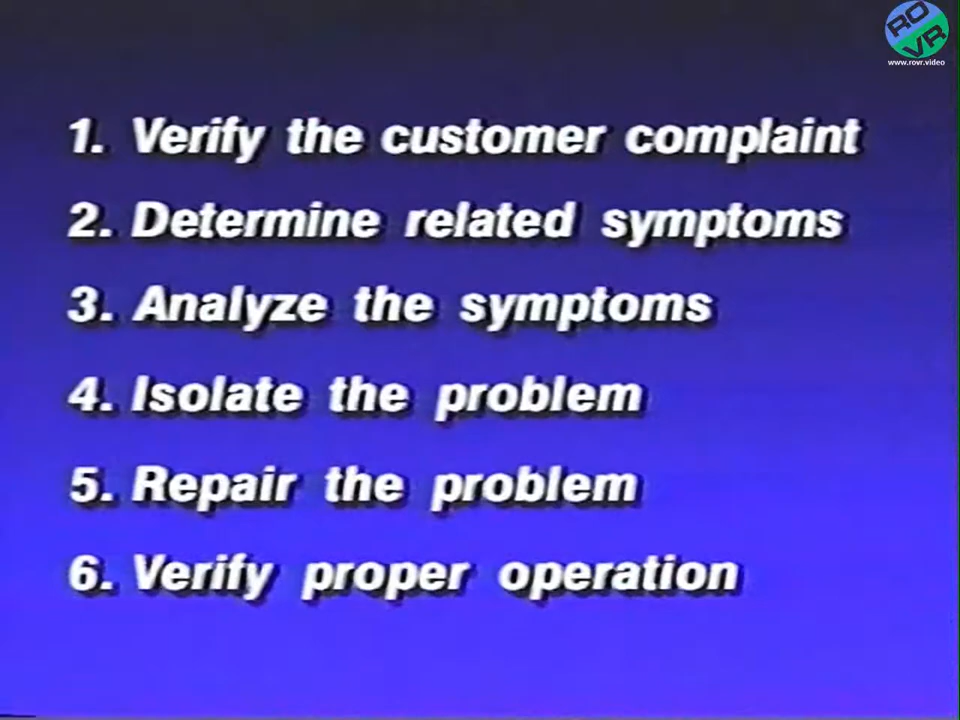 RO
VR
www.rovr.video
1. Verify the customer complaint
2. Determine related symptoms
3. Analyze the symptoms
4. Isolate the problem
5. Repair the problem
6. Verify proper operation